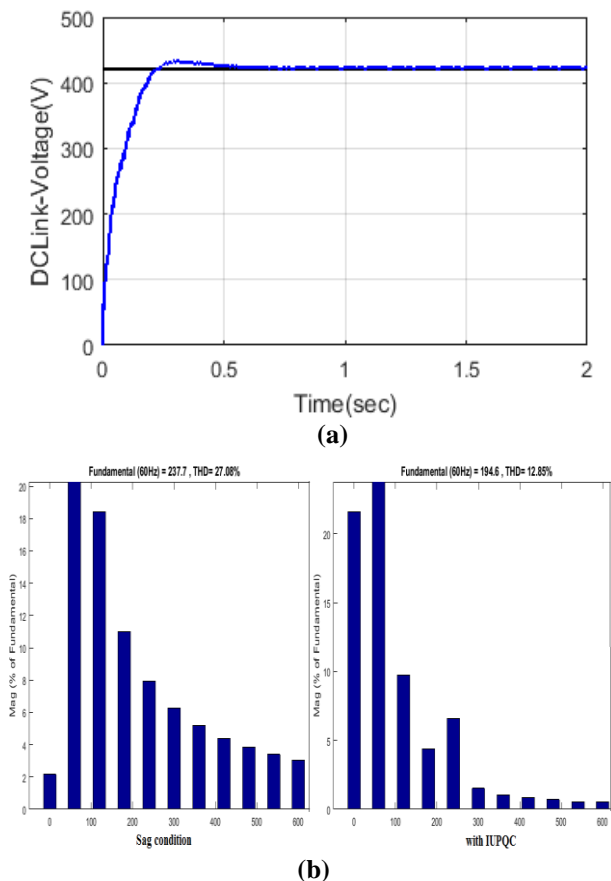 500
400
300
200
100
0
DCLink-Voltage(V)
0 0.5 1 1.5 2
Time(sec)
(a)
Fundamental (60Hz) = 237.7 , THD= 27.08%
20
18
16
14
12
10
8
6
4
2
0
Mag (% of Fundamental)
0 100 200 300 400 500 600
Sag condition
Fundamental (60Hz) = 194.6 , THD= 12.85%
20
15
10
5
0
Mag (% of Fundamental)
0 100 200 300 400 500 600
with IUPQC
(b)